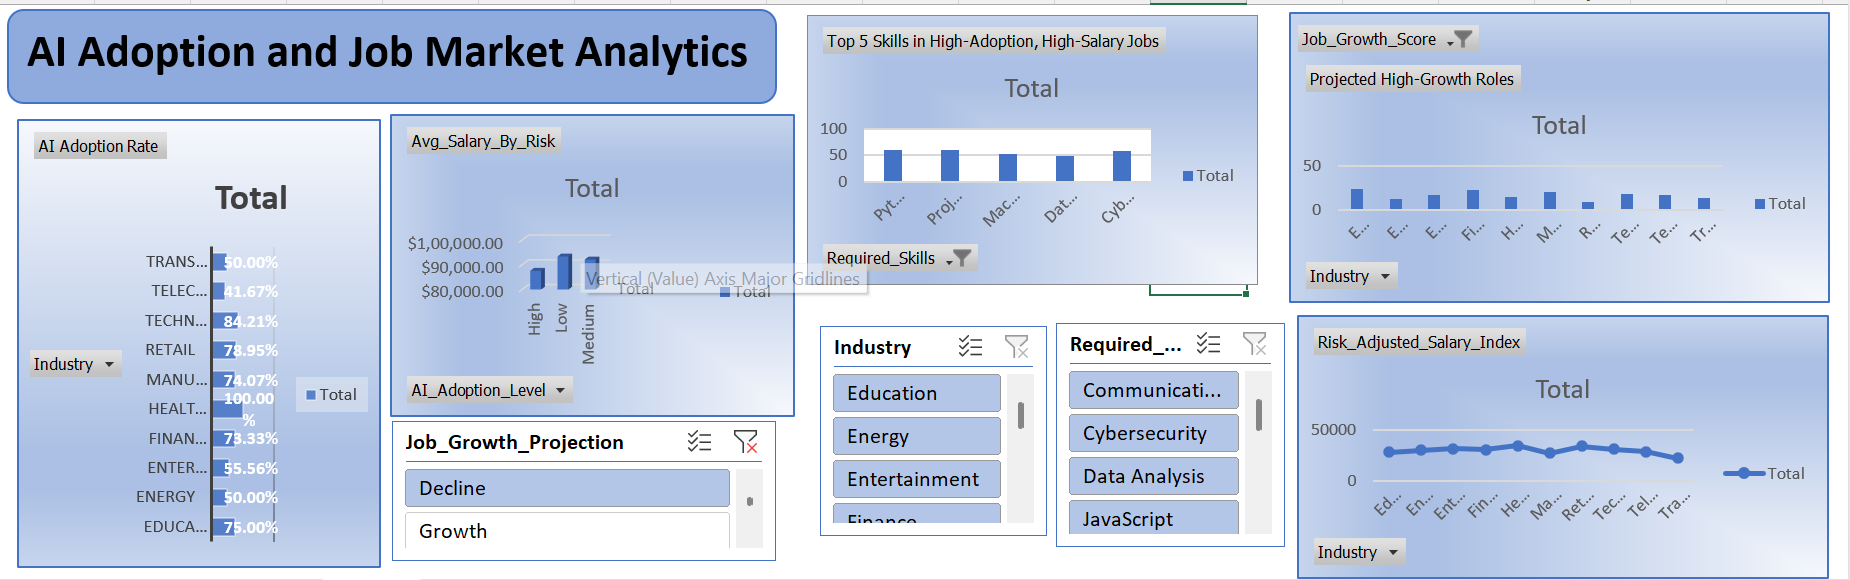 AI Adoption and Job Market Analytics
AI Adoption Rate
Total
TRANS... 50.00%
TELEC... 41.67%
TECHN... 84.21%
RETAIL 78.95%
MANU... 74.07%
HEALT... 100.00%
FINAN... 73.33%
ENTER... 55.56%
ENERGY 50.00%
EDUCA... 75.00%
Industry
Total
Avg_Salary_By_Risk
Total
$1,00,000.00
$90,000.00
$80,000.00
High
Low
Medium
Vertical (Value) Axis Major Gridlines
Total
Total
AI_Adoption_Level
Job_Growth_Projection
Decline
Growth
Top 5 Skills in High-Adoption, High-Salary Jobs
Total
100
50
0
Pyt...
Proj...
Mac...
Dat...
Cyb...
Total
Required_Skills
Industry
Education
Energy
Entertainment
Finance
Required_...
Communicati...
Cybersecurity
Data Analysis
JavaScript
Job_Growth_Score
Projected High-Growth Roles
Total
50
0
E...
E...
E...
Fi...
H...
M...
R...
Te...
Te...
Tr...
Total
Industry
Risk_Adjusted_Salary_Index
Total
50000
0
Ed...
En...
Ent...
Fin...
He...
Ma...
Ret...
Tec...
Tel...
Tra...
Total
Industry